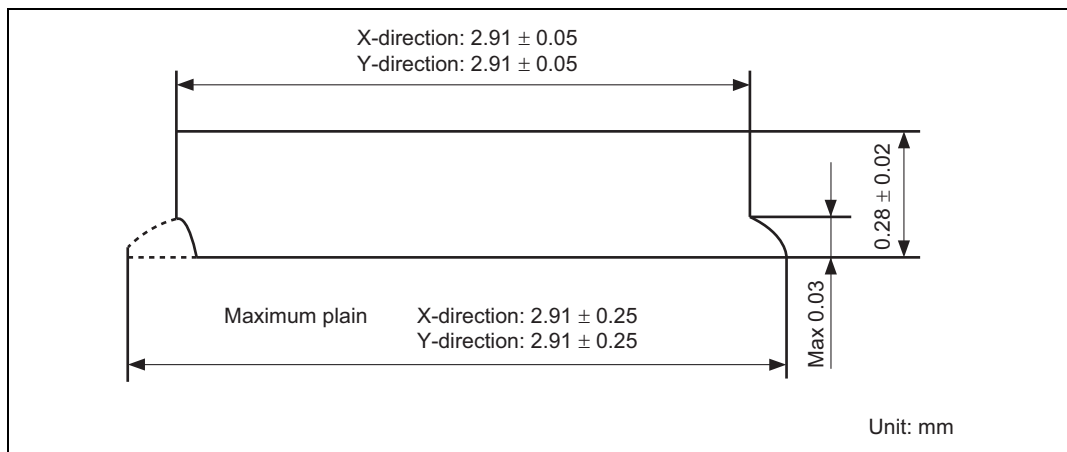 X-direction: 2.91 ± 0.05
Y-direction: 2.91 ± 0.05
0.28 ± 0.02
Max 0.03
Maximum plain X-direction: 2.91 ± 0.25
Y-direction: 2.91 ± 0.25
Unit: mm